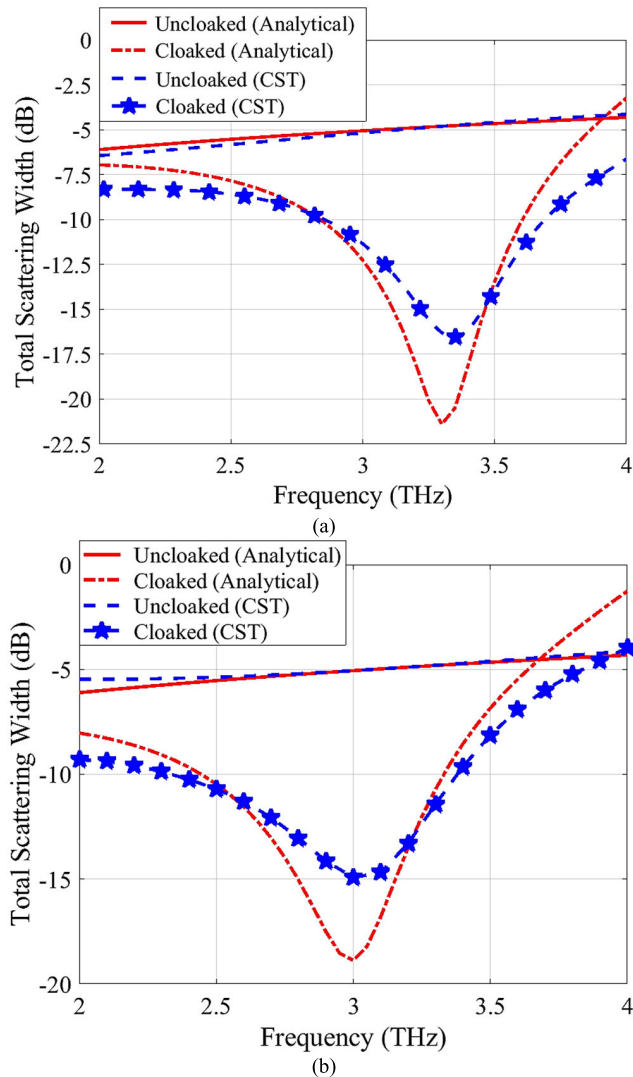 Uncloaked (Analytical)
Cloaked (Analytical)
Uncloaked (CST)
Cloaked (CST)
0
-2.5
-5
-7.5
-10
-12.5
-15
-17.5
-20
-22.5
Total Scattering Width (dB)
2 2.5 3 3.5 4
Frequency (THz)
(a)
Uncloaked (Analytical)
Cloaked (Analytical)
Uncloaked (CST)
Cloaked (CST)
0
-5
-10
-15
-20
Total Scattering Width (dB)
2 2.5 3 3.5 4
Frequency (THz)
(b)